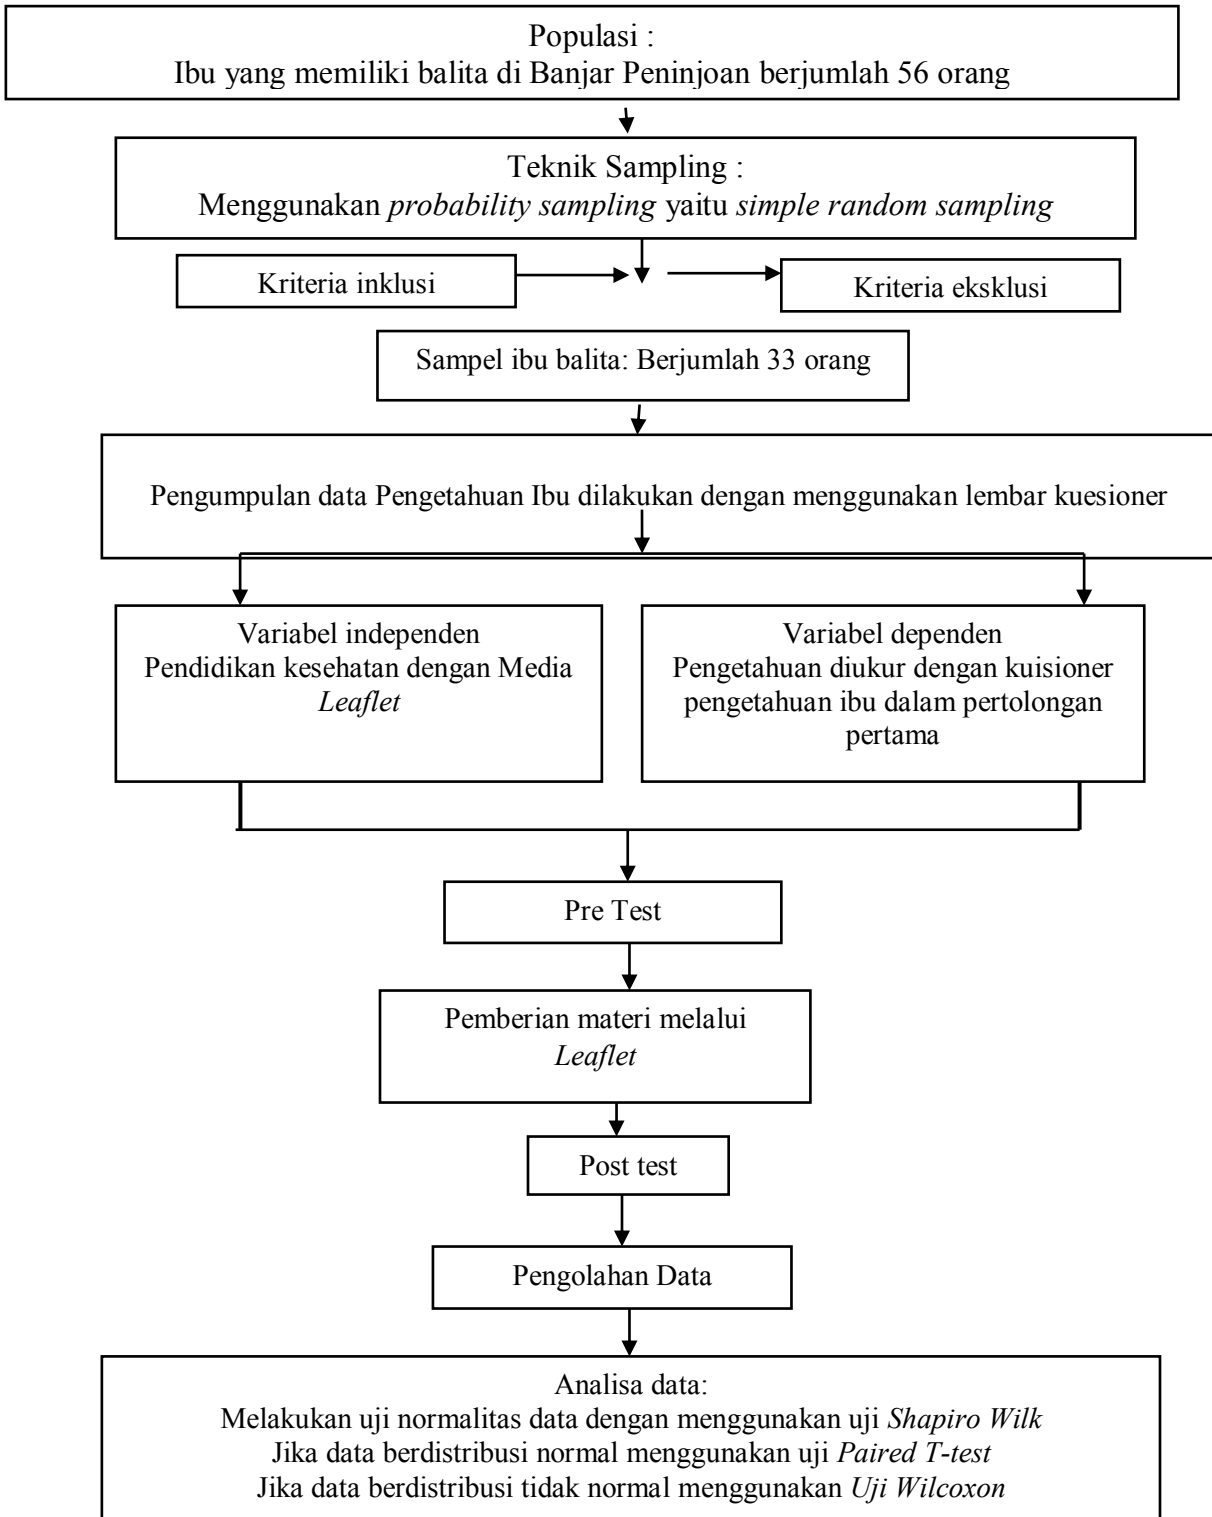 Populasi :
Ibu yang memiliki balita di Banjar Peninjoan berjumlah 56 orang
Teknik Sampling :
Menggunakan probability sampling yaitu simple random sampling
Kriteria inklusi
Kriteria eksklusi
Sampel ibu balita: Berjumlah 33 orang
Pengumpulan data Pengetahuan Ibu dilakukan dengan menggunakan lembar kuesioner
Variabel independen
Pendidikan kesehatan dengan Media
Leaflet
Variabel dependen
Pengetahuan diukur dengan kuisioner
pengetahuan ibu dalam pertolongan
pertama
Pre Test
Pemberian materi melalui
Leaflet
Post test
Pengolahan Data
Analisa data:
Melakukan uji normalitas data dengan menggunakan uji Shapiro Wilk
Jika data berdistribusi normal menggunakan uji Paired T-test
Jika data berdistribusi tidak normal menggunakan Uji Wilcoxon